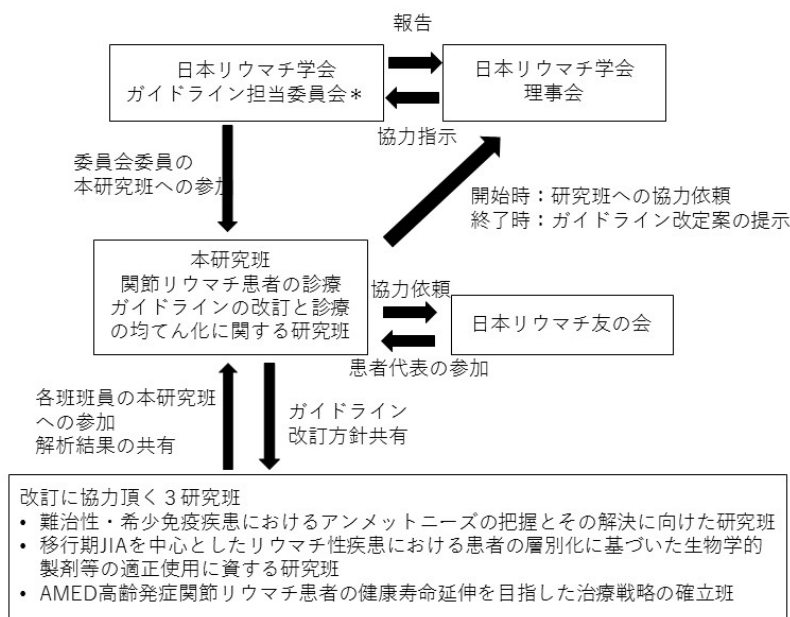 報告
日本リウマチ学会
ガイドライン担当委員会＊
日本リウマチ学会
理事会
協力指示
委員会委員の
本研究班への参加
開始時：研究班への協力依頼
終了時：ガイドライン改定案の提示
本研究班
関節リウマチ患者の診療
ガイドラインの改訂と診療
の均てん化に関する研究班
協力依頼
日本リウマチ友の会
患者代表の参加
各班班員の本研究班
への参加
解析結果の共有
ガイドライン
改訂方針共有
改訂に協力頂く３研究班
• 難治性・希少免疫疾患におけるアンメットニーズの把握とその解決に向けた研究班
• 移行期JIAを中心としたリウマチ性疾患における患者の層別化に基づいた生物学的
製剤等の適正使用に資する研究班
• AMED高齢発症関節リウマチ患者の健康寿命延伸を目指した治療戦略の確立班